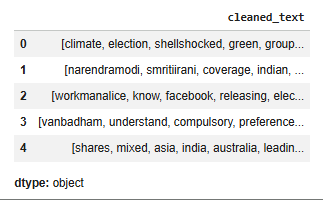 cleaned_text
0 [climate, election, shellshocked, green, group...
1 [narendramodi, smritiirani, coverage, indian, ...
2 [workmanalice, know, facebook, releasing, elec...
3 [vanbadham, understand, compulsory, preference...
4 [shares, mixed, asia, india, australia, leadin...
dtype: object